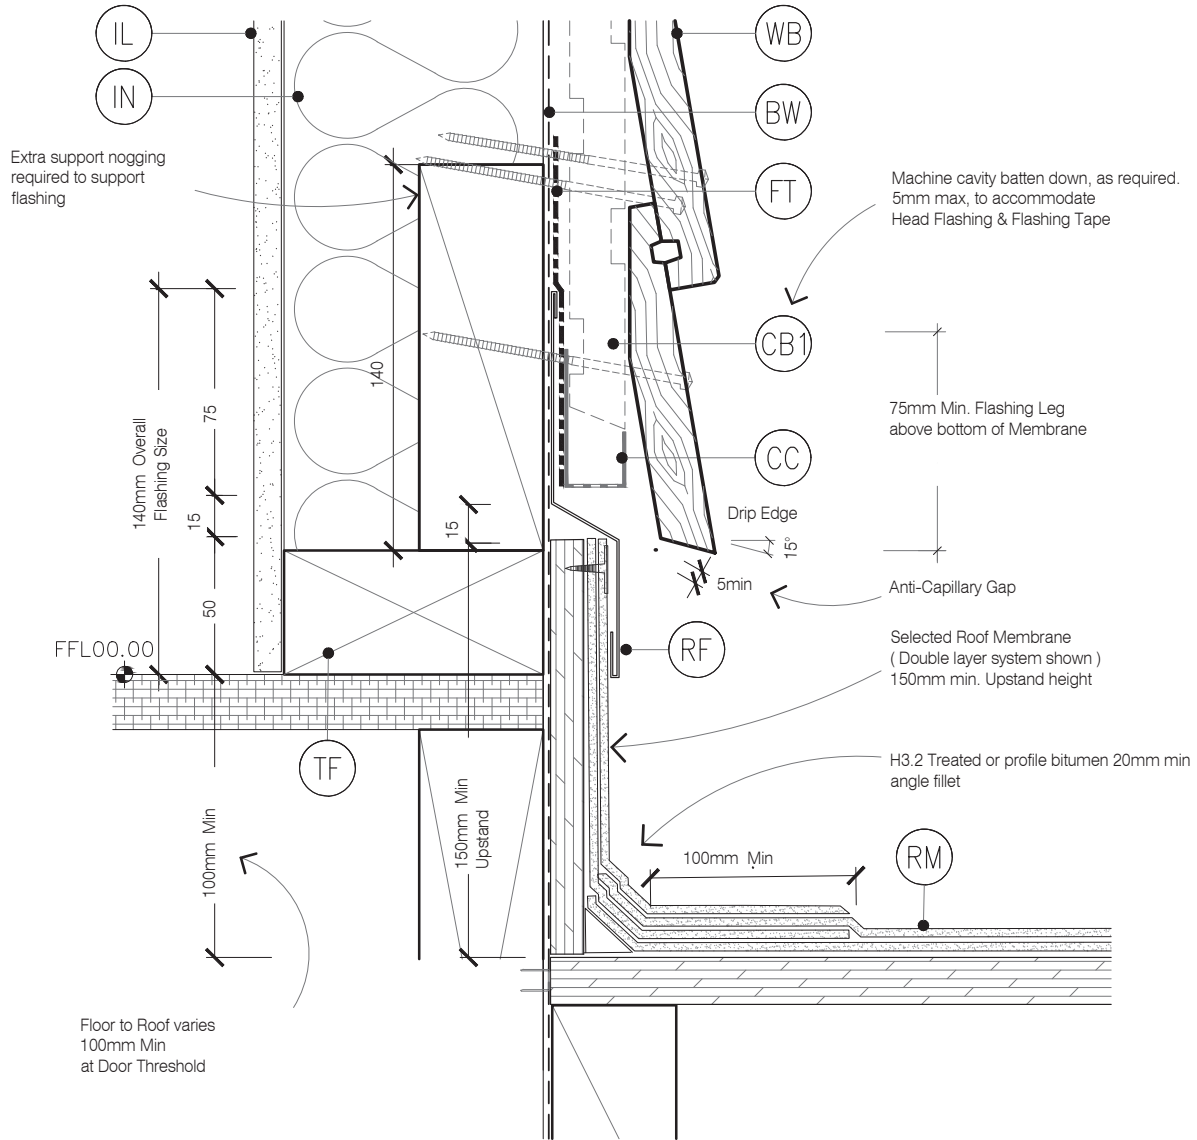 IL
WB
IN
BW
Extra support nogging
required to support
flashing
FT
Machine cavity batten down, as required.
5mm max, to accommodate
Head Flashing & Flashing Tape
CB1
140
75
140mm Overall
Flashing Size
75mm Min. Flashing Leg
above bottom of Membrane
CC
15
15
Drip Edge
15°
5min
Anti-Capillary Gap
50
FFL00.00
RF
Selected Roof Membrane
( Double layer system shown )
150mm min. Upstand height
TF
H3.2 Treated or profile bitumen 20mm min
angle fillet
100mm Min
150mm Min
Upstand
100mm Min
RM
Floor to Roof varies
100mm Min
at Door Threshold